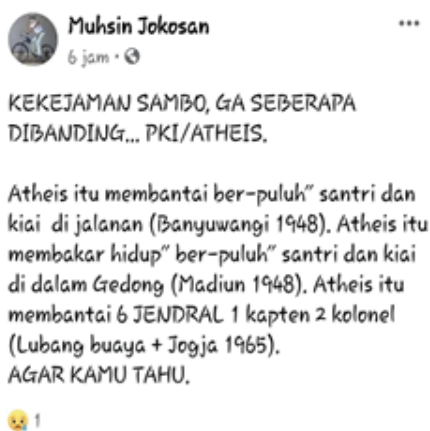 Muhsin Jokosan
6 jam •
KEKEJAMAN SAMBO, GA SEBERAPA
DIBANDING... PKI/ATHEIS.
Atheis itu membantai ber-puluh" santri dan
kiai di jalanan (Banyuwangi 1948). Atheis itu
membakar hidup" ber-puluh" santri dan kiai
di dalam Gedong (Madiun 1948). Atheis itu
membantai 6 JENDRAL 1 kapten 2 kolonel
(Lubang buaya + Jogja 1965).
AGAR KAMU TAHU.
1